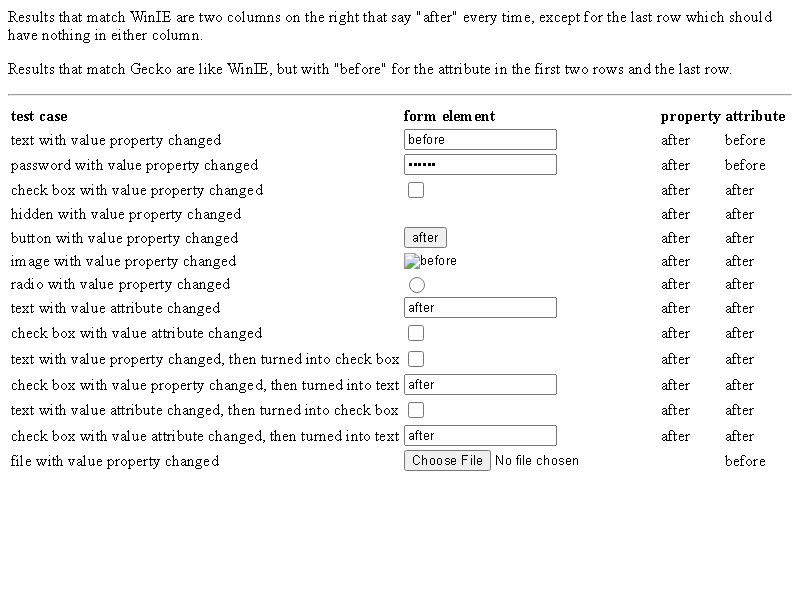 Results that match WinIE are two columns on the right that say "after" every time, except for the last row which should
have nothing in either column.
Results that match Gecko are like WinIE, but with "before" for the attribute in the first two rows and the last row.
test case form element property attribute
text with value property changed before after before
password with value property changed •••••• after before
check box with value property changed after after
hidden with value property changed after after
button with value property changed after after after
image with value property changed before after after
radio with value property changed after after
text with value attribute changed after after after
check box with value attribute changed after after
text with value property changed, then turned into check box after after
check box with value property changed, then turned into text after after after
text with value attribute changed, then turned into check box after after
check box with value attribute changed, then turned into text after after after
file with value property changed Choose File No file chosen before